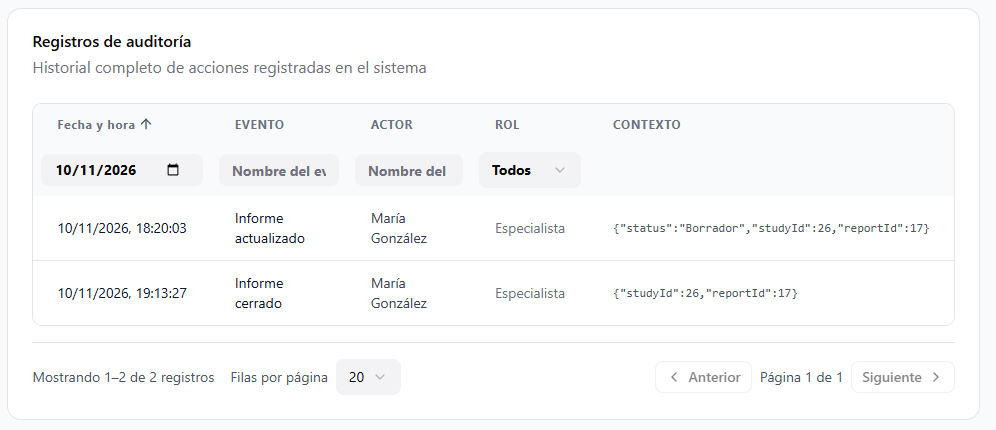 Registros de auditoría
Historial completo de acciones registradas en el sistema
Fecha y hora EVENTO ACTOR ROL CONTEXTO
10/11/2026 Nombre del ev Nombre del Todos
10/11/2026, 18:20:03 Informe actualizado María González Especialista {"status":"Borrador","studyId":26,"reportId":17}
10/11/2026, 19:13:27 Informe cerrado María González Especialista {"studyId":26,"reportId":17}
Mostrando 1–2 de 2 registros Filas por página 20 Anterior Página 1 de 1 Siguiente